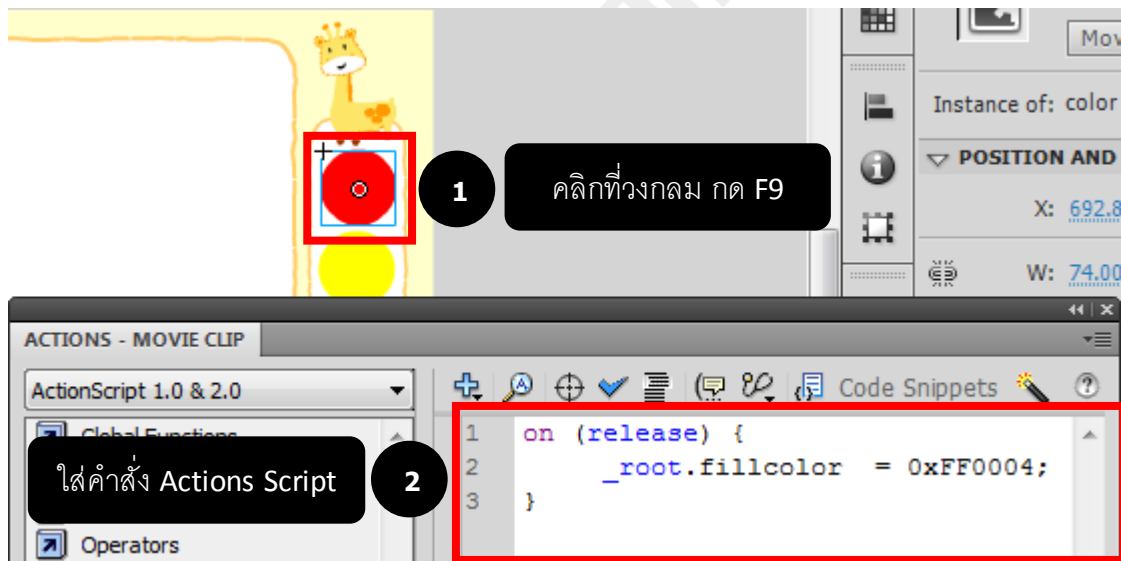 Mov
Instance of: color
POSITION AND
1
คลิกที่วงกลม กด F9
X: 692.8
W: 74.00
ACTIONS - MOVIE CLIP
ActionScript 1.0 & 2.0
Code Snippets
Global Functions
ใส่คำสั่ง Actions Script
2
Operators
1 on (release) {
2 _root.fillcolor = 0xFF0004;
3 }